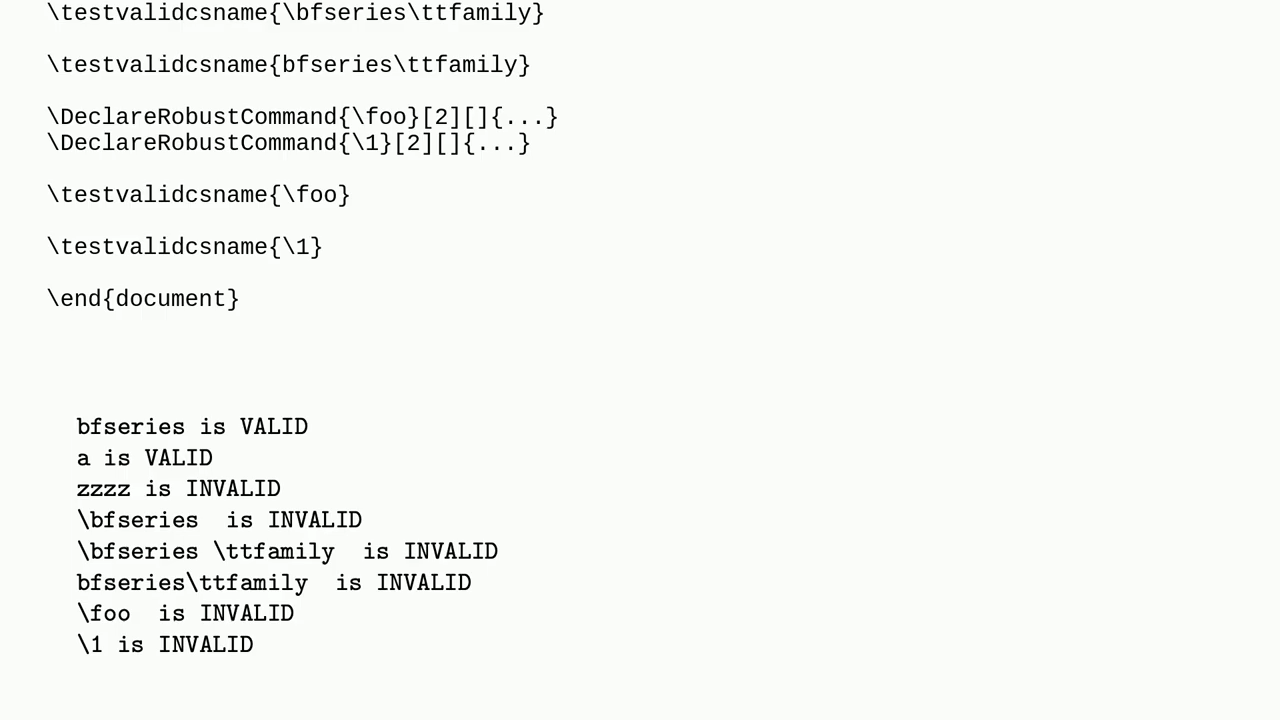 \testvalidcsname{\bfseries\ttfamily}
\testvalidcsname{bfseries\ttfamily}
\DeclareRobustCommand{\foo}[2][]{...}
\DeclareRobustCommand{\1}[2][]{...}
\testvalidcsname{\foo}
\testvalidcsname{\1}
\end{document}
bfseries is VALID
a is VALID
zzzz is INVALID
\bfseries  is INVALID
\bfseries \ttfamily  is INVALID
bfseries\ttfamily  is INVALID
\foo  is INVALID
\1 is INVALID